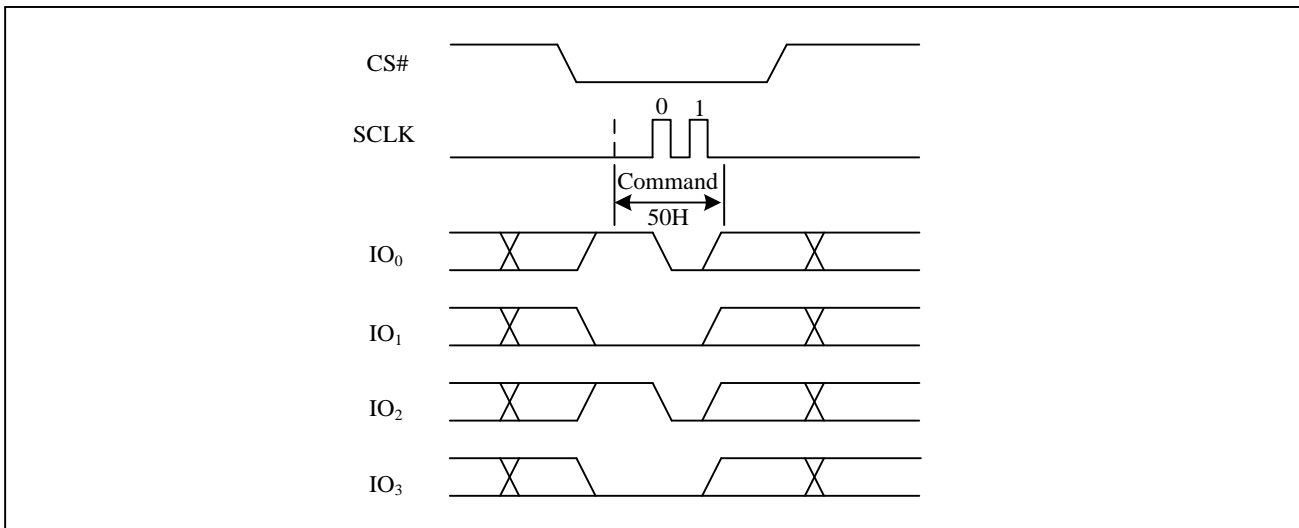 CS#
0 1
SCLK
Command
50H
IO₀
IO₁
IO₂
IO₃